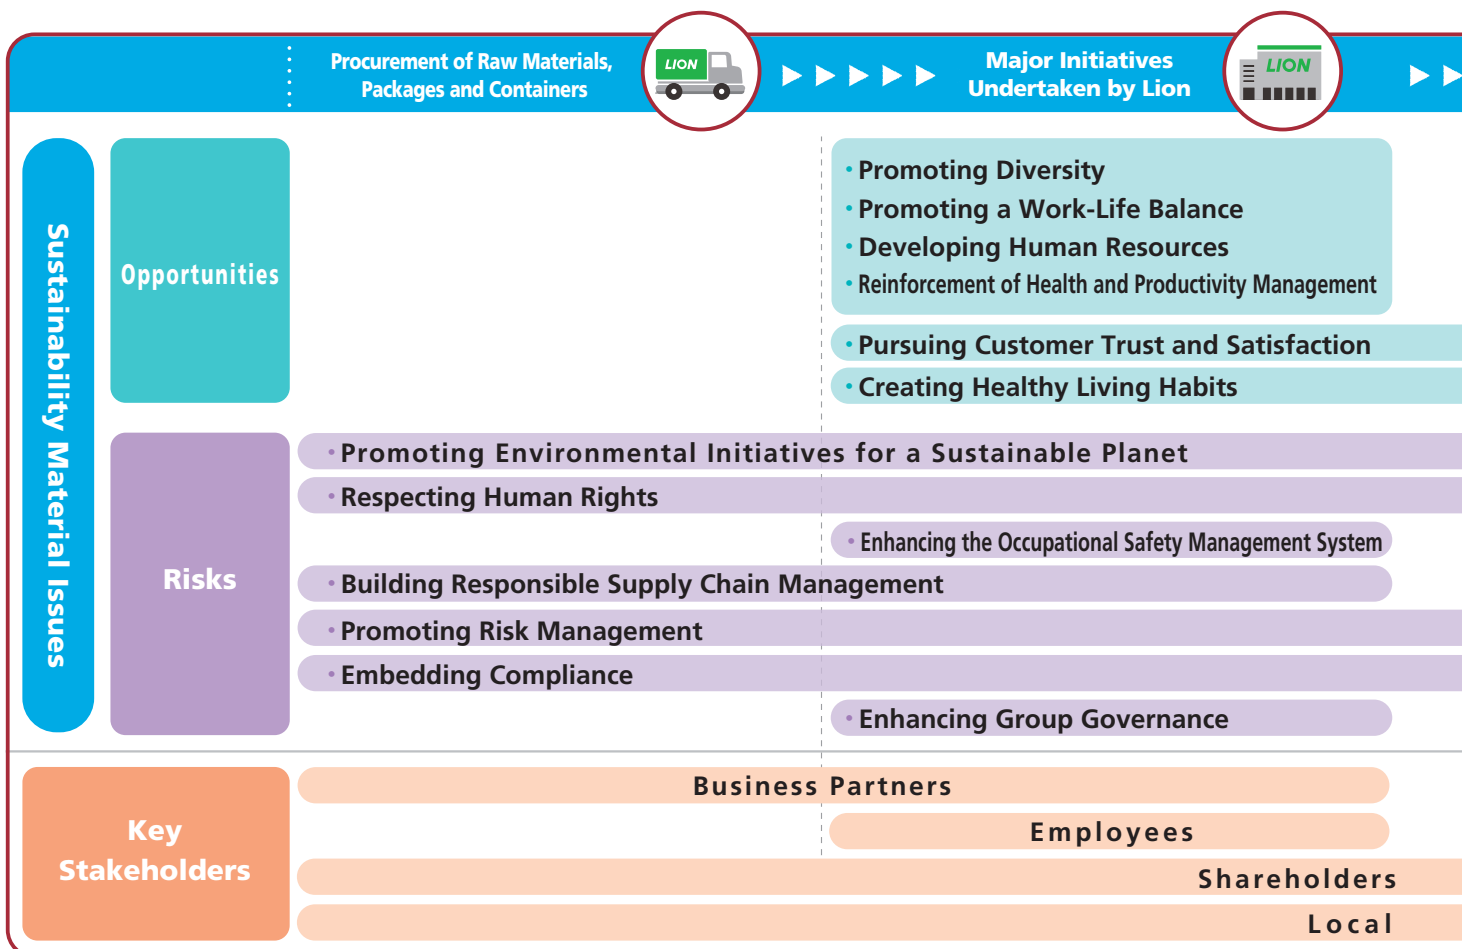 Procurement of Raw Materials,
Packages and Containers
LION
Major Initiatives
Undertaken by Lion
LION
Sustainability Material Issues
Opportunities
・Promoting Diversity
・Promoting a Work-Life Balance
・Developing Human Resources
・Reinforcement of Health and Productivity Management
・Pursuing Customer Trust and Satisfaction
・Creating Healthy Living Habits
Risks
・Promoting Environmental Initiatives for a Sustainable Planet
・Respecting Human Rights
・Enhancing the Occupational Safety Management System
・Building Responsible Supply Chain Management
・Promoting Risk Management
・Embedding Compliance
・Enhancing Group Governance
Key
Stakeholders
Business Partners
Employees
Shareholders
Local